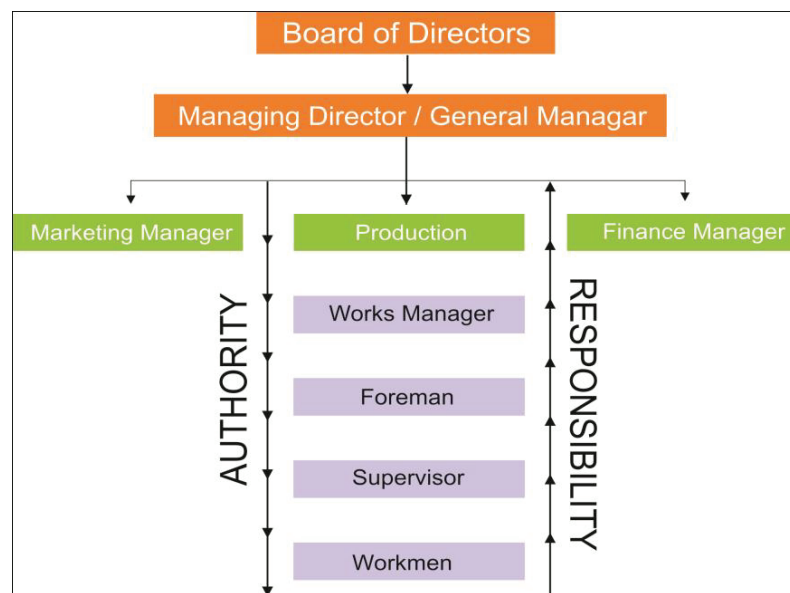 Board of Directors
Managing Director / General Managar
Marketing Manager
Production
Finance Manager
AUTHORITY
Works Manager
RESPONSIBILITY
Foreman
Supervisor
Workmen